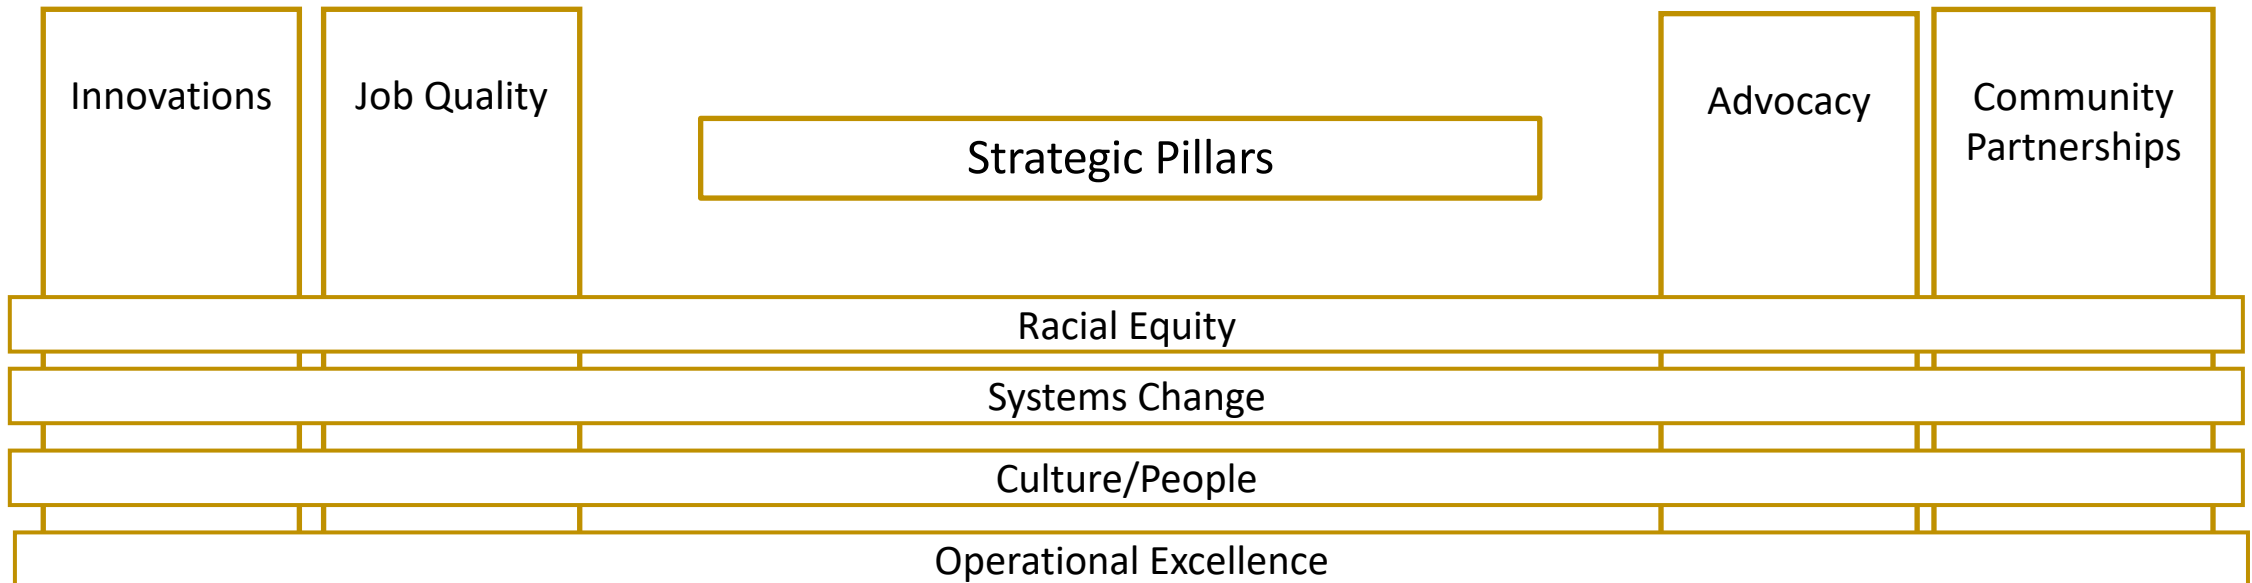 Innovations
Job Quality
Strategic Pillars
Advocacy
Community
Partnerships
Racial Equity
Systems Change
Culture/People
Operational Excellence